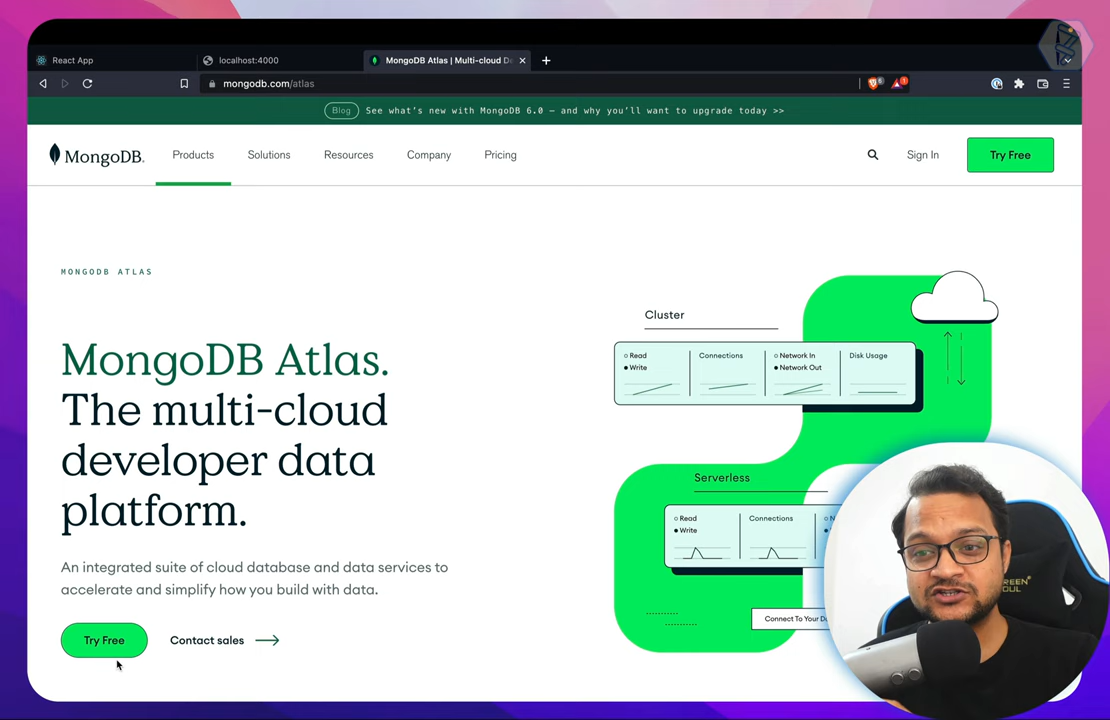 React App
localhost:4000
MongoDB Atlas | Multi-cloud De
mongodb.com/atlas
Blog See what's new with MongoDB 6.0 — and why you'll want to upgrade today >>
MongoDB.
Products
Solutions
Resources
Company
Pricing
Sign In
Try Free
MONGODB ATLAS
MongoDB Atlas.
The multi-cloud
developer data
platform.
An integrated suite of cloud database and data services to
accelerate and simplify how you build with data.
Try Free
Contact sales
Cluster
Read
Write
Connections
Network In
Network Out
Disk Usage
Serverless
Read
Write
Connections
Connect To Your